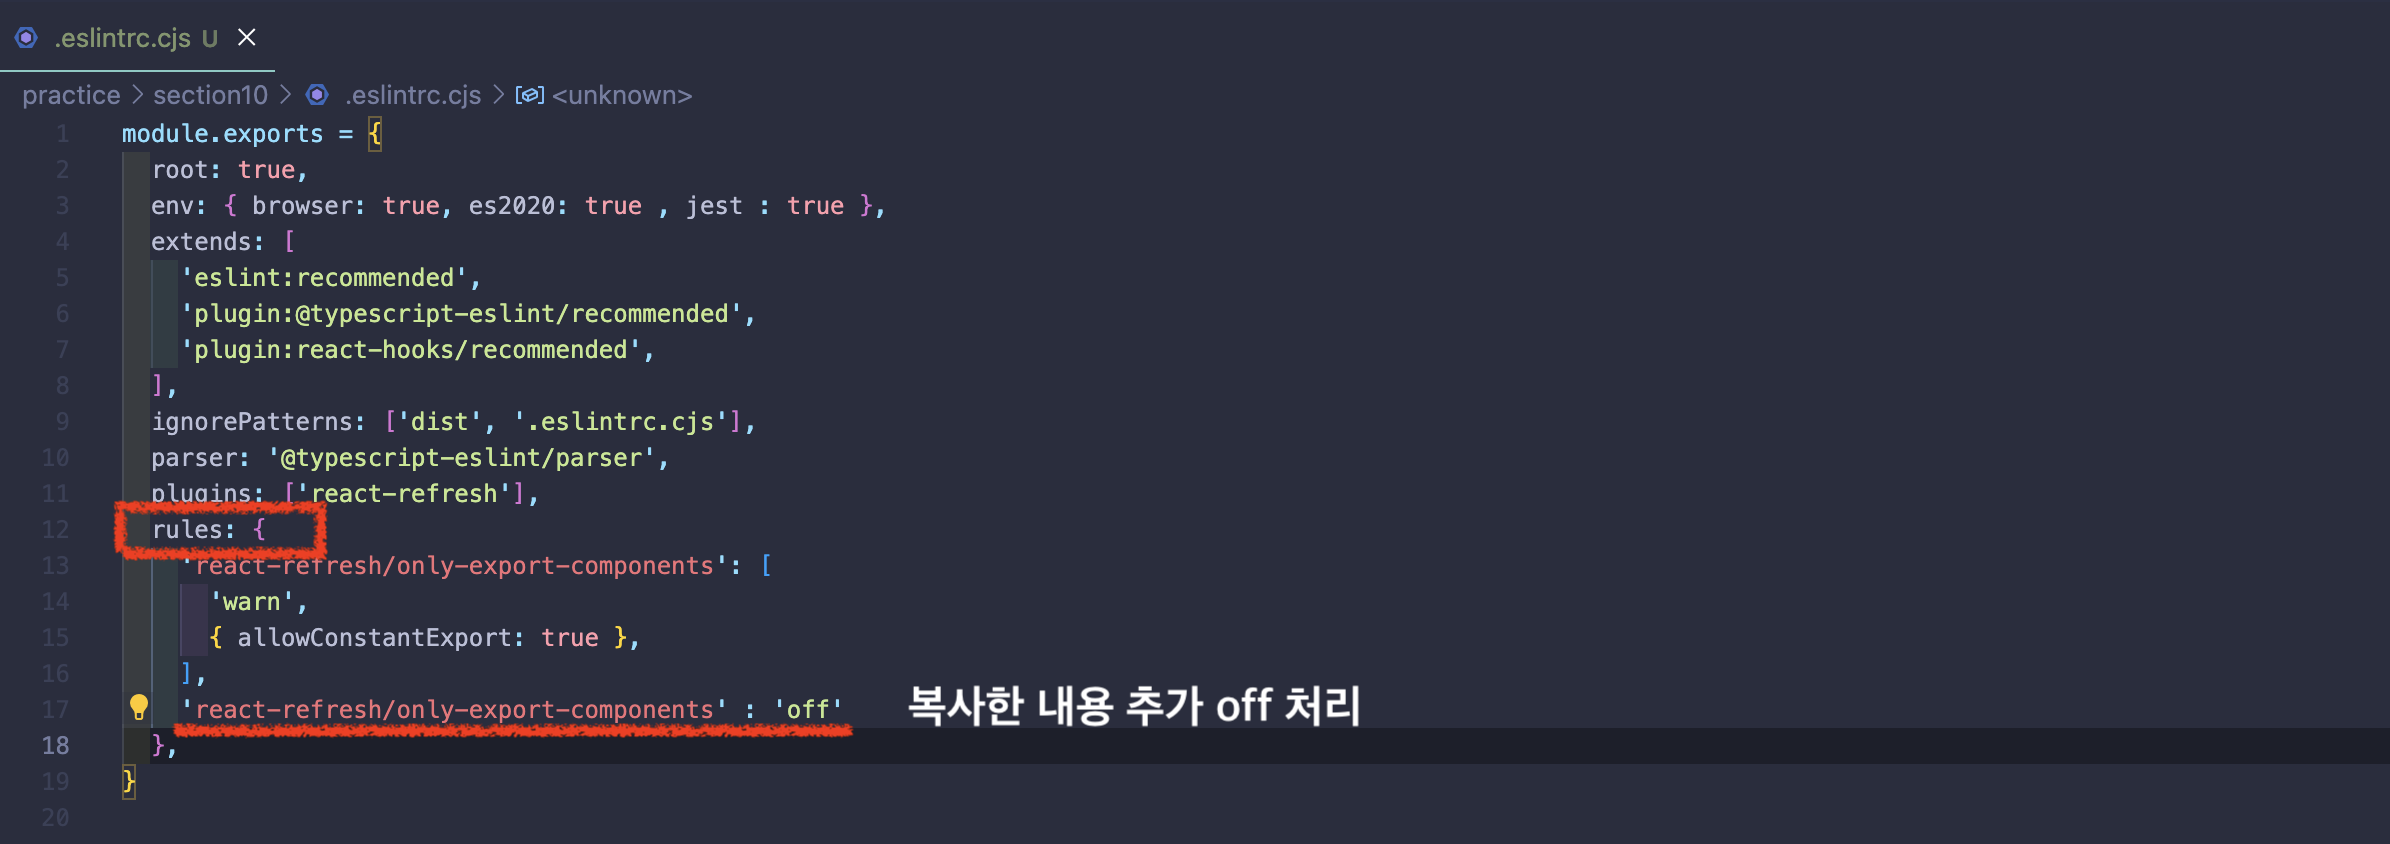 .eslintrc.cjs U ×
practice > section10 > .eslintrc.cjs > <unknown>
1 module.exports = {
2 root: true,
3 env: { browser: true, es2020: true , jest : true },
4 extends: [
5 'eslint:recommended',
6 'plugin:@typescript-eslint/recommended',
7 'plugin:react-hooks/recommended',
8 ],
9 ignorePatterns: ['dist', '.eslintrc.cjs'],
10 parser: '@typescript-eslint/parser',
11 plugins: ['react-refresh'],
12 rules: {
13 'react-refresh/only-export-components': [
14 'warn',
15 { allowConstantExport: true },
16 ],
17 'react-refresh/only-export-components' : 'off' 복사한 내용 추가 off 처리
18 },
19 }
20